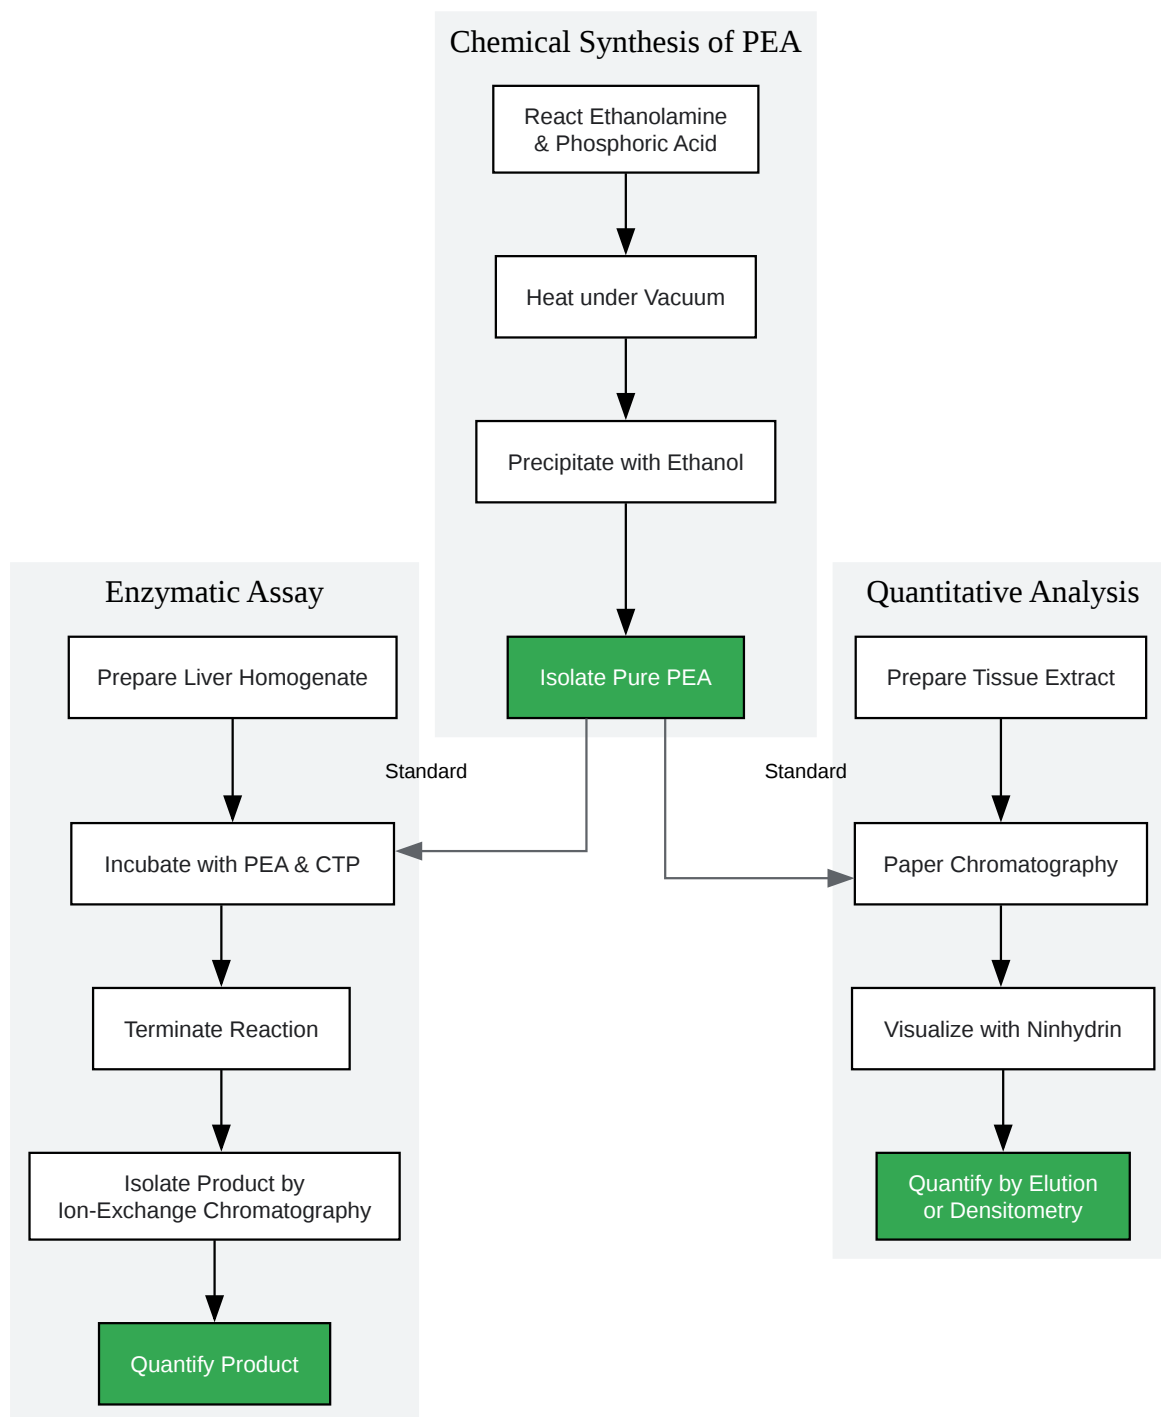 Chemical Synthesis of PEA
React Ethanolamine
& Phosphoric Acid
Heat under Vacuum
Precipitate with Ethanol
Isolate Pure PEA
Enzymatic Assay
Prepare Liver Homogenate
Standard
Incubate with PEA & CTP
Terminate Reaction
Isolate Product by
Ion-Exchange Chromatography
Quantify Product
Quantitative Analysis
Prepare Tissue Extract
Standard
Paper Chromatography
Visualize with Ninhydrin
Quantify by Elution
or Densitometry